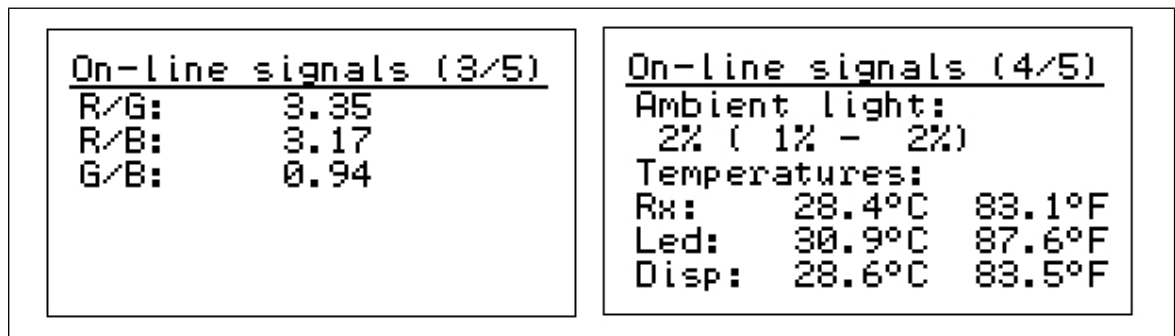 On-line signals (3/5)
R/G: 3.35
R/B: 3.17
G/B: 0.94
On-line signals (4/5)
Ambient light:
2% ( 1% - 2%)
Temperatures:
Rx: 28.4°C 83.1°F
Led: 30.9°C 87.6°F
Disp: 28.6°C 83.5°F